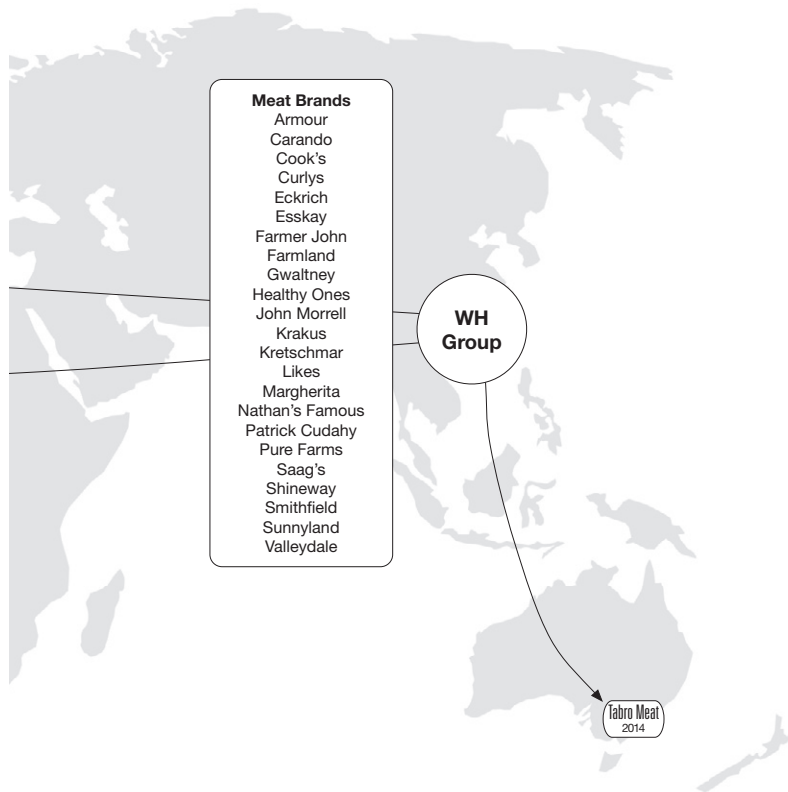 Meat Brands
Armour
Carando
Cook's
Curlys
Eckrich
Esskay
Farmer John
Farmland
Gwaltney
Healthy Ones
John Morrell
Krakus
Kretschmar
Likes
Margherita
Nathan's Famous
Patrick Cudahy
Pure Farms
Saag's
Shineway
Smithfield
Sunnyland
Valleydale
WH
Group
Tabro Meat
2014